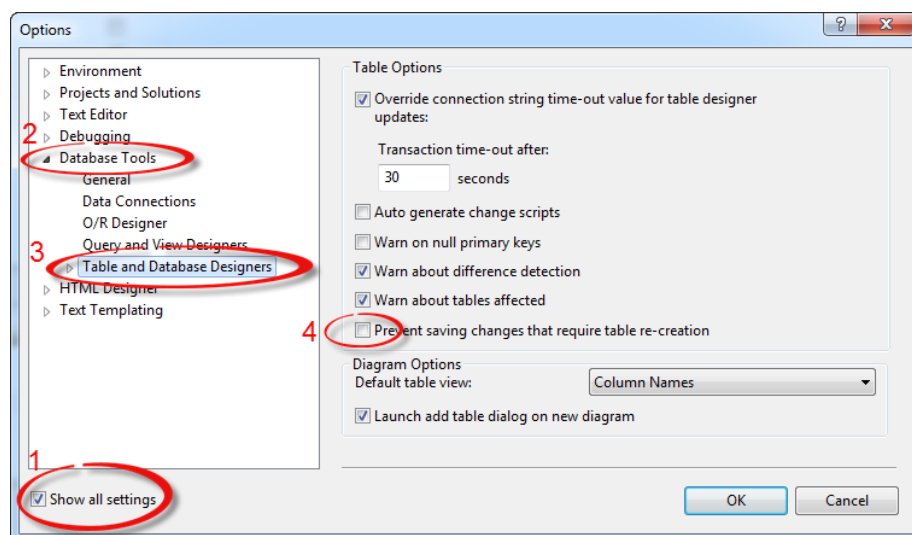 Options
Environment
Projects and Solutions
Text Editor
2
Debugging
Database Tools
General
Data Connections
O/R Designer
Query and View Designers
3
Table and Database Designers
HTML Designer
Text Templating
1
Show all settings
Table Options
Override connection string time-out value for table designer
updates:
Transaction time-out after:
30 seconds
Auto generate change scripts
Warn on null primary keys
Warn about difference detection
Warn about tables affected
4 Prevent saving changes that require table re-creation
Diagram Options
Default table view: Column Names
Launch add table dialog on new diagram
OK Cancel